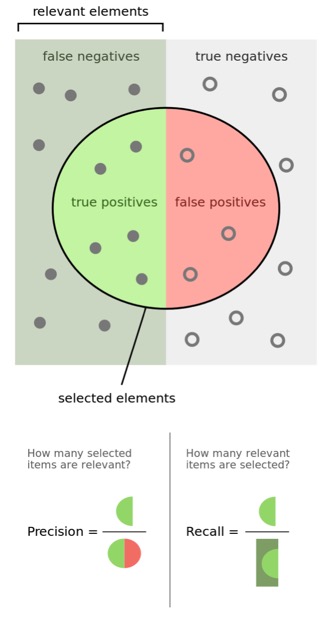 relevant elements
false negatives
true negatives
true positives
false positives
selected elements
How many selected
items are relevant?
How many relevant
items are selected?
Precision =
Recall =